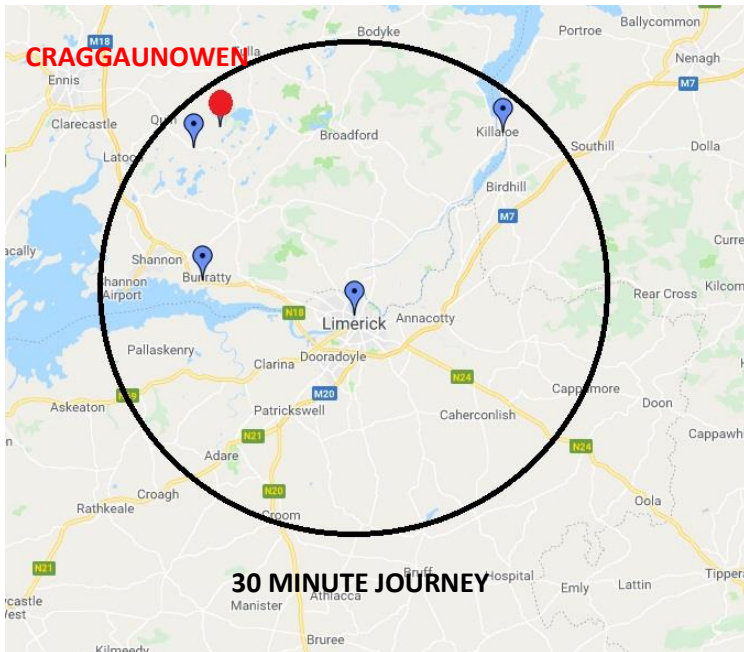 Bodyke
Portroe
Ballycommon
M18
CRAGGAUNOWEN
Nenagh
Ennis
M7
Clarecastle
Quin
Broadford
Killaloe
Southill
Dolla
Latoon
Birdhill
M7
Shannon
Bunratty
Shannon
Airport
N18
Rear Cross
Limerick
Annacotty
Pallaskenry
Clarina
Dooradoyle
N24
M20
Cappamore
Doon
Askeaton
Patrickswell
Caherconlish
N21
N24
Adare
Croagh
N20
Oola
Rathkeale
Croom
N21
30 MINUTE JOURNEY
Bruff
Hospital
Emly
Lattin
Manister
Athlacca
Bruree
Kilmeedy